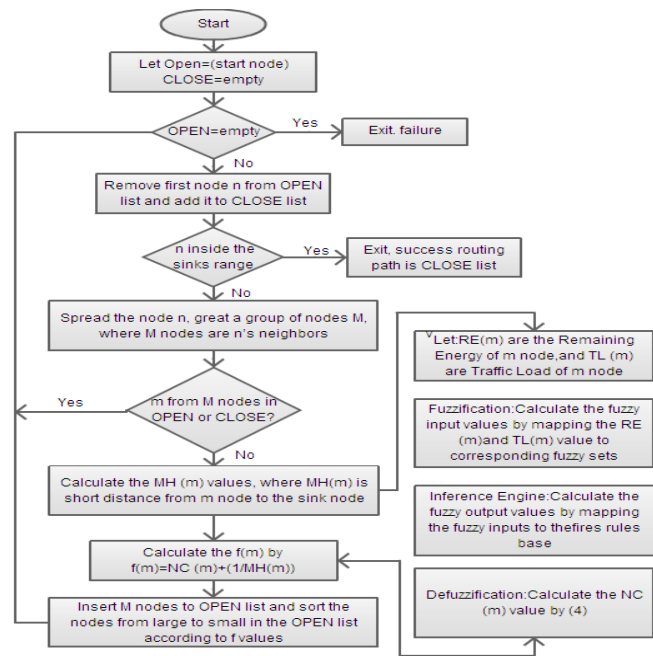 Start
Let Open=(start node)
CLOSE=empty
OPEN=empty
Yes
Exit. failure
No
Remove first node n from OPEN
list and add it to CLOSE list
n inside the
sinks range
Yes
Exit, success routing
path is CLOSE list
No
Spread the node n, great a group of nodes M,
where M nodes are n's neighbors
m from M nodes in
OPEN or CLOSE?
Yes
No
Calculate the MH (m) values, where MH(m) is
short distance from m node to the sink node
Calculate the f(m) by
f(m)=NC (m)+(1/MH(m))
Insert M nodes to OPEN list and sort the
nodes from large to small in the OPEN list
according to f values
Let:RE(m) are the Remaining
Energy of m node,and TL (m)
are Traffic Load of m node
Fuzzification:Calculate the fuzzy
input values by mapping the RE
(m)and TL(m) value to
corresponding fuzzy sets
Inference Engine:Calculate the
fuzzy output values by mapping
the fuzzy inputs to thefires rules
base
Defuzzification:Calculate the NC
(m) value by (4)